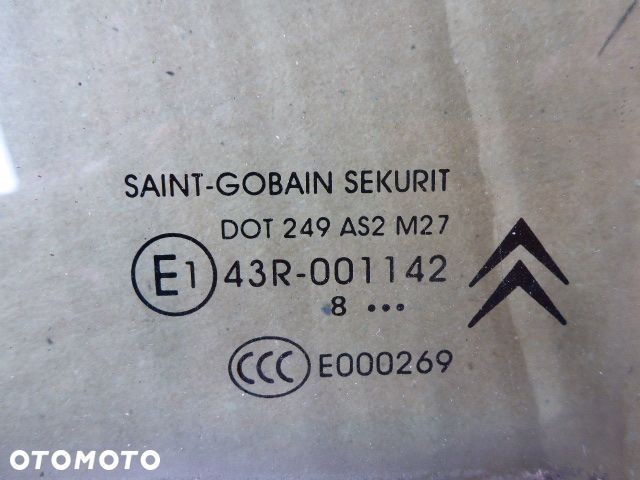 SAINT-GOBAIN SEKURIT
DOT 249 AS2 M27
E1 43R-001142
8 •••
CCC E000269
OTOMOTO